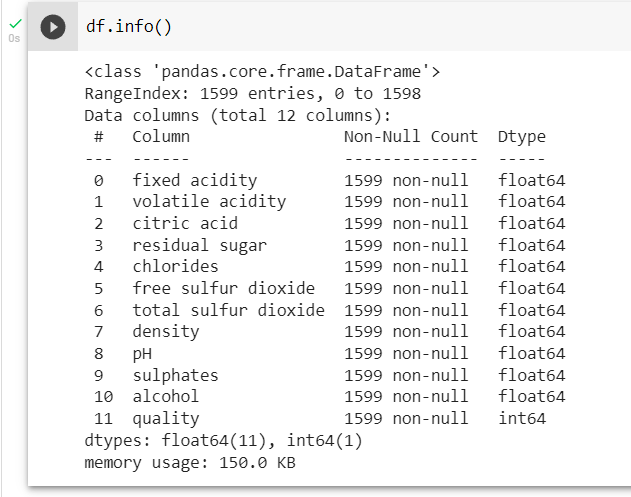 df.info()
0s
<class 'pandas.core.frame.DataFrame'>
RangeIndex: 1599 entries, 0 to 1598
Data columns (total 12 columns):
 #   Column                Non-Null Count  Dtype
---  ------                --------------  -----
 0   fixed acidity         1599 non-null   float64
 1   volatile acidity      1599 non-null   float64
 2   citric acid           1599 non-null   float64
 3   residual sugar        1599 non-null   float64
 4   chlorides             1599 non-null   float64
 5   free sulfur dioxide   1599 non-null   float64
 6   total sulfur dioxide  1599 non-null   float64
 7   density               1599 non-null   float64
 8   pH                    1599 non-null   float64
 9   sulphates             1599 non-null   float64
 10  alcohol               1599 non-null   float64
 11  quality               1599 non-null   int64
dtypes: float64(11), int64(1)
memory usage: 150.0 KB